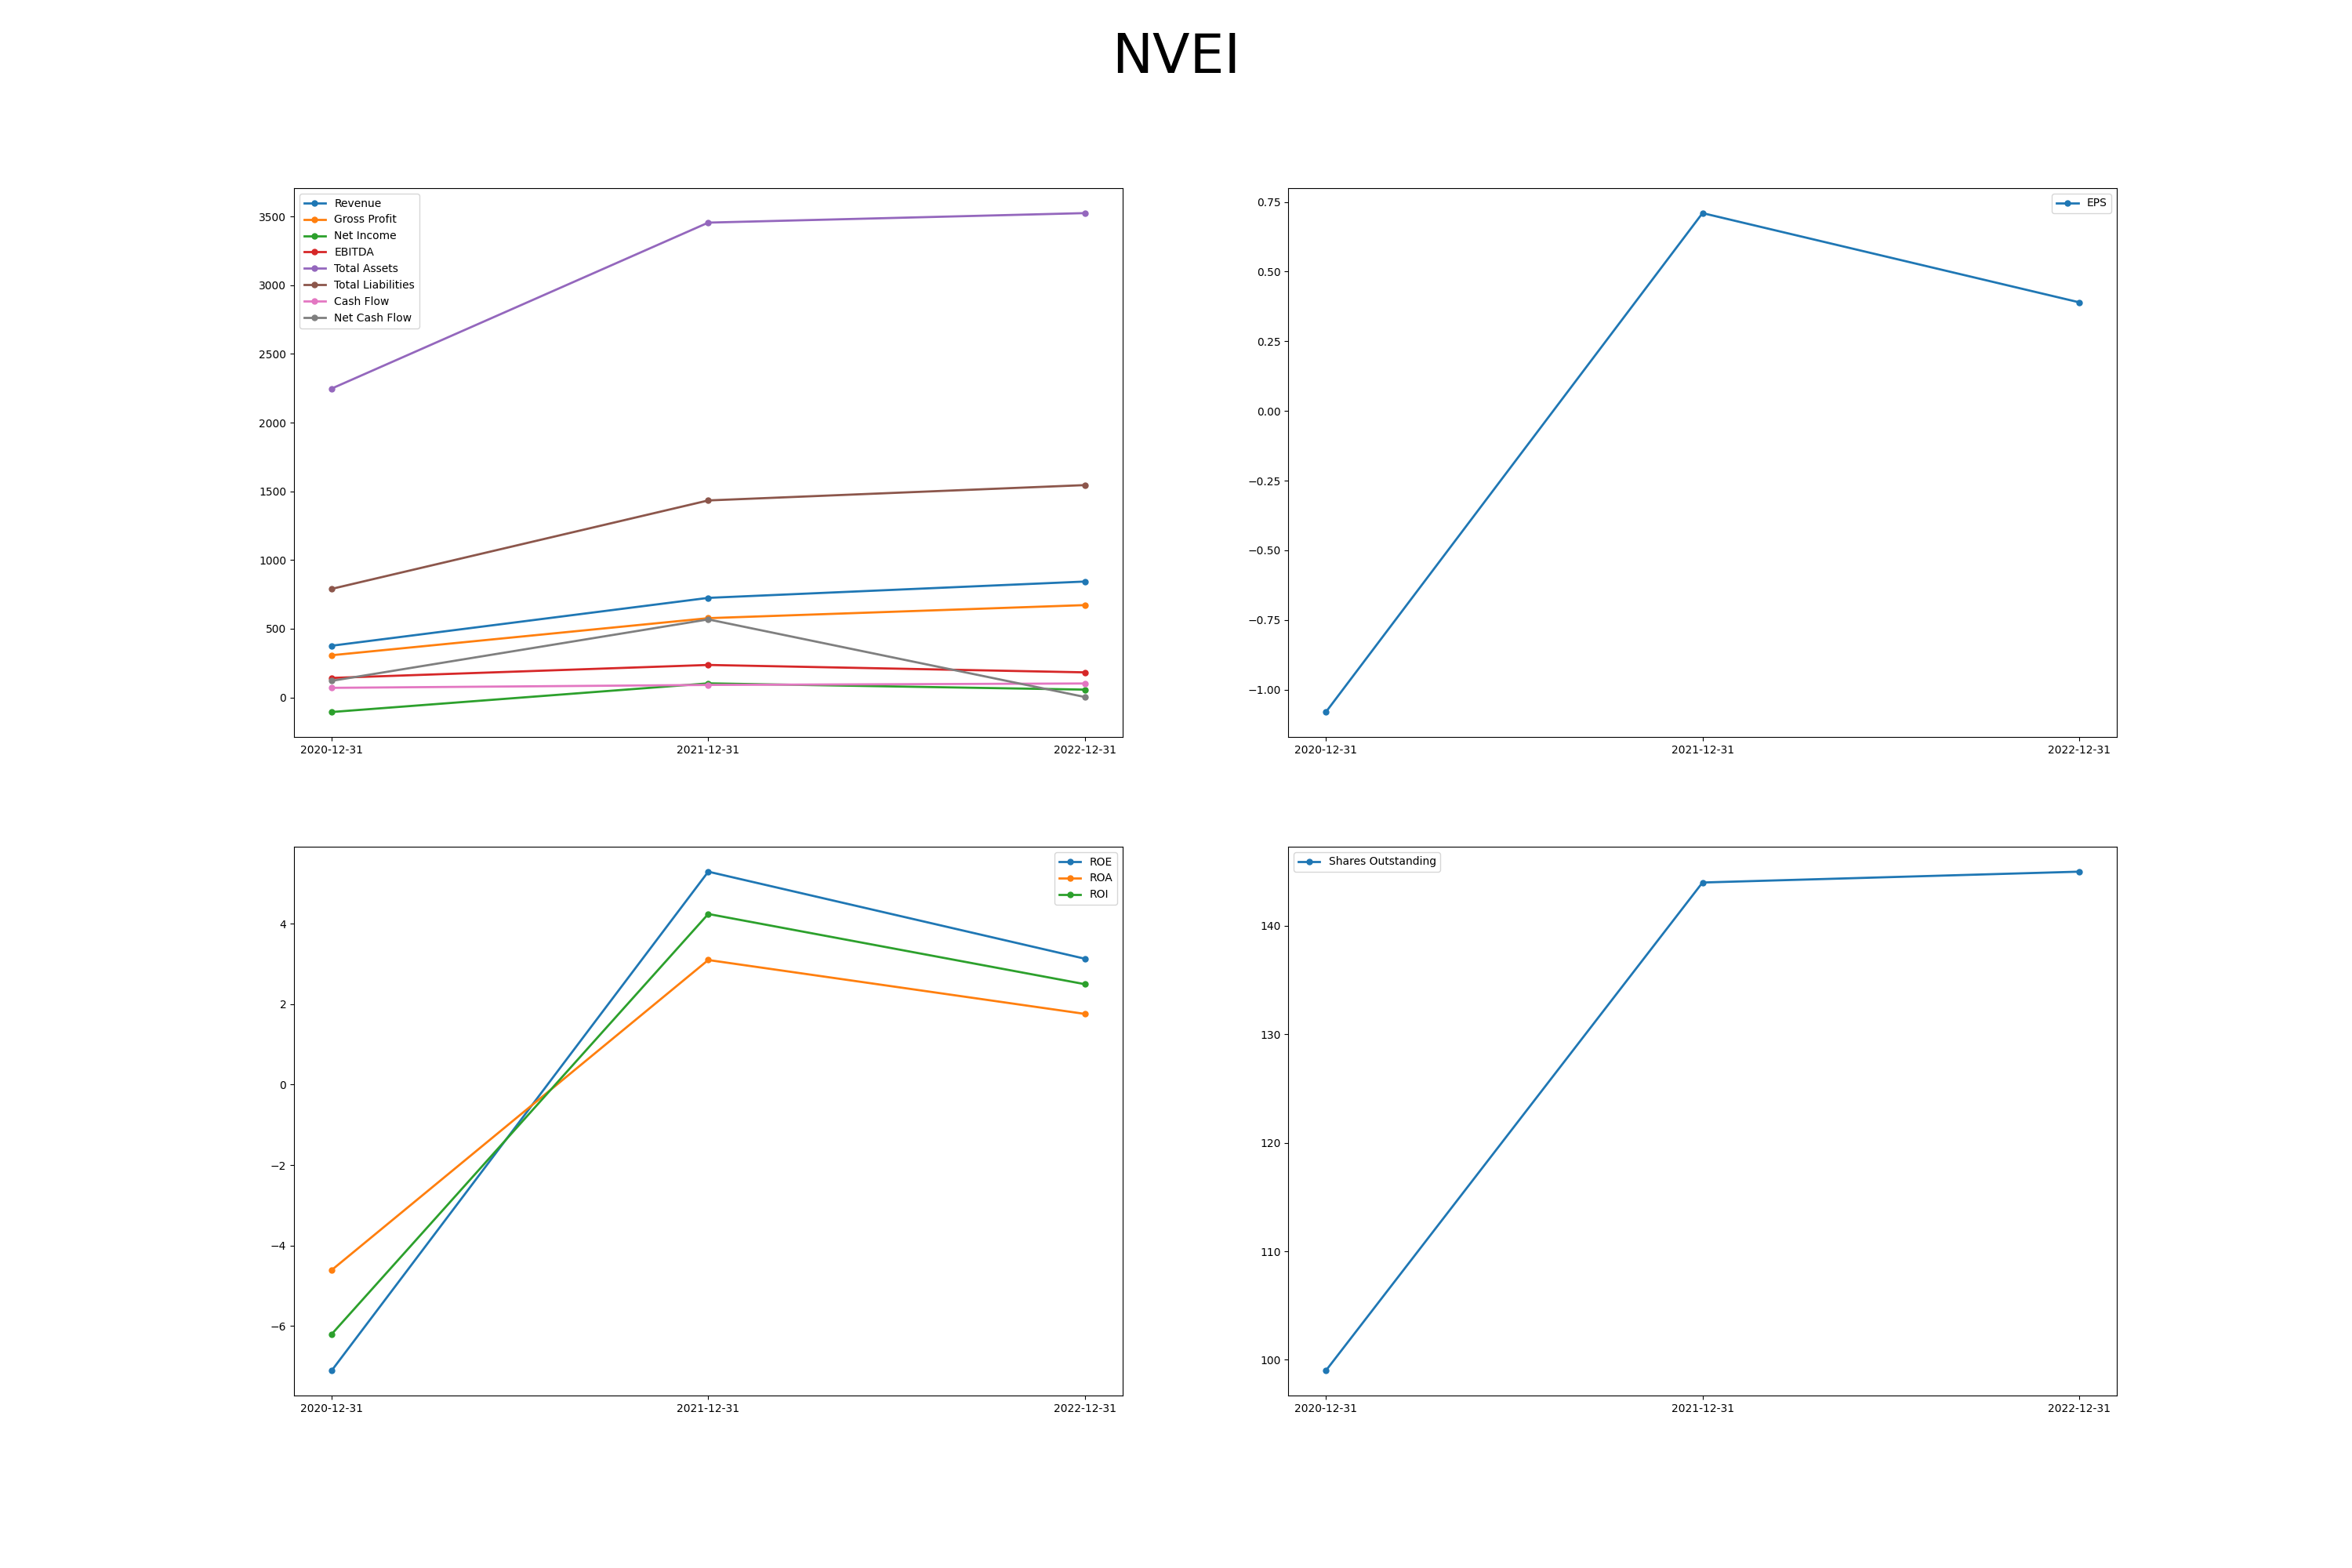 NVEI
Revenue
Gross Profit
Net Income
EBITDA
Total Assets
Total Liabilities
Cash Flow
Net Cash Flow
3500
3000
2500
2000
1500
1000
500
0
2020-12-31 2021-12-31 2022-12-31
EPS
0.75
0.50
0.25
0.00
−0.25
−0.50
−0.75
−1.00
2020-12-31 2021-12-31 2022-12-31
ROE
ROA
ROI
4
2
0
−2
−4
−6
2020-12-31 2021-12-31 2022-12-31
Shares Outstanding
140
130
120
110
100
2020-12-31 2021-12-31 2022-12-31